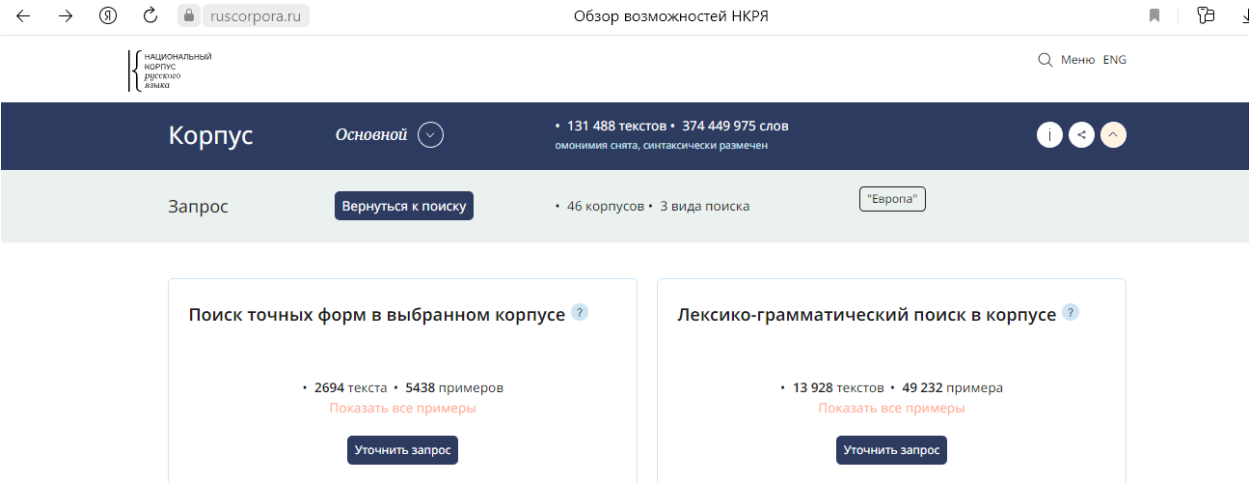 ruscorpora.ru
Обзор возможностей НКРЯ
НАЦИОНАЛЬНЫЙ
КОРПУС
русского
языка
Меню ENG
Корпус
Основной
• 131 488 текстов • 374 449 975 слов
омонимия снята, синтаксически размечен
Запрос
Вернуться к поиску
• 46 корпусов • 3 вида поиска
"Европа"
Поиск точных форм в выбранном корпусе ?
• 2694 текста • 5438 примеров
Показать все примеры
Уточнить запрос
Лексико-грамматический поиск в корпусе ?
• 13 928 текстов • 49 232 примера
Показать все примеры
Уточнить запрос